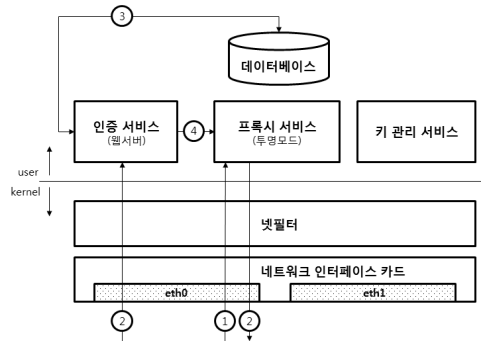 ③
데이터베이스
인증 서비스
(웹서버)
④
프록시 서비스
(투명모드)
키 관리 서비스
user
kernel
넷필터
네트워크 인터페이스 카드
eth0
eth1
②
①
②